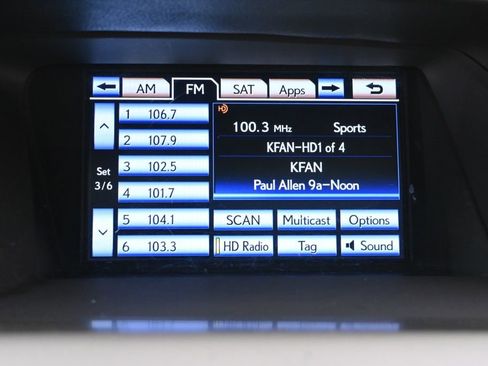 AM FM SAT Apps
1 106.7
2 107.9
3 102.5
4 101.7
5 104.1
6 103.3
Set
3/6
100.3 MHz Sports
KFAN-HD1 of 4
KFAN
Paul Allen 9a-Noon
SCAN Multicast Options
HD Radio Tag Sound